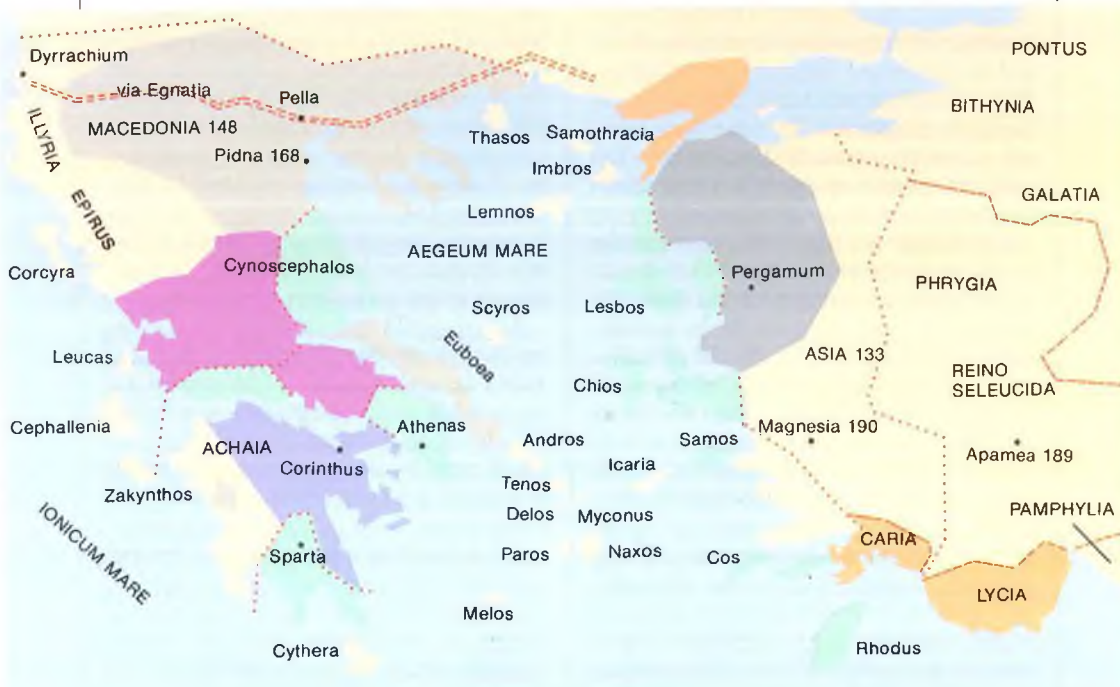 PONTUS
Dyrrachium
via Egnatia
Pella
BITHYNIA
ILLYRIA
MACEDONIA 148
Thasos
Samothracia
Pidna 168
Imbros
EPIRUS
GALATIA
Lemnos
AEGEUM MARE
Corcyra
Cynoscephalos
Pergamum
PHRYGIA
Scyros
Lesbos
Euboea
Leucas
ASIA 133
REINO
SELEUCIDA
Chios
Cephallenia
ACHAIA
Athenas
Andros
Samos
Magnesia 190
Corinthus
Icaria
Apamea 189
Zakynthos
Tenos
Delos
Myconus
PAMPHYLIA
IONICUM MARE
Sparta
Paros
Naxos
Cos
CARIA
LYCIA
Melos
Cythera
Rhodus